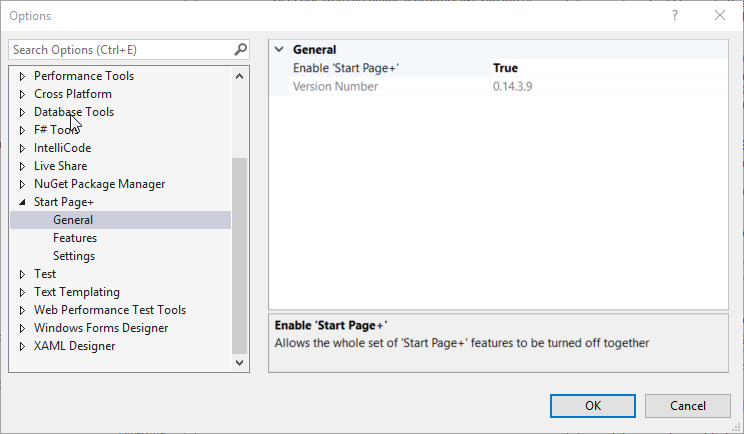 Options
Search Options (Ctrl+E)
Performance Tools
Cross Platform
Database Tools
F# Tools
IntelliCode
Live Share
NuGet Package Manager
Start Page+
General
Features
Settings
Test
Text Templating
Web Performance Test Tools
Windows Forms Designer
XAML Designer
General
Enable 'Start Page+' True
Version Number 0.14.3.9
Enable 'Start Page+'
Allows the whole set of 'Start Page+' features to be turned off together
OK Cancel